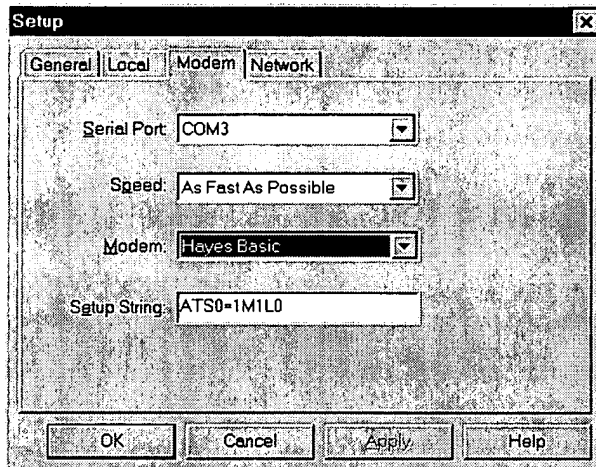 Setup
General Local Modem Network
Serial Port: COM3
Speed: As Fast As Possible
Modem: Hayes Basic
Setup String: ATS0=1M1L0
OK Cancel Apply Help